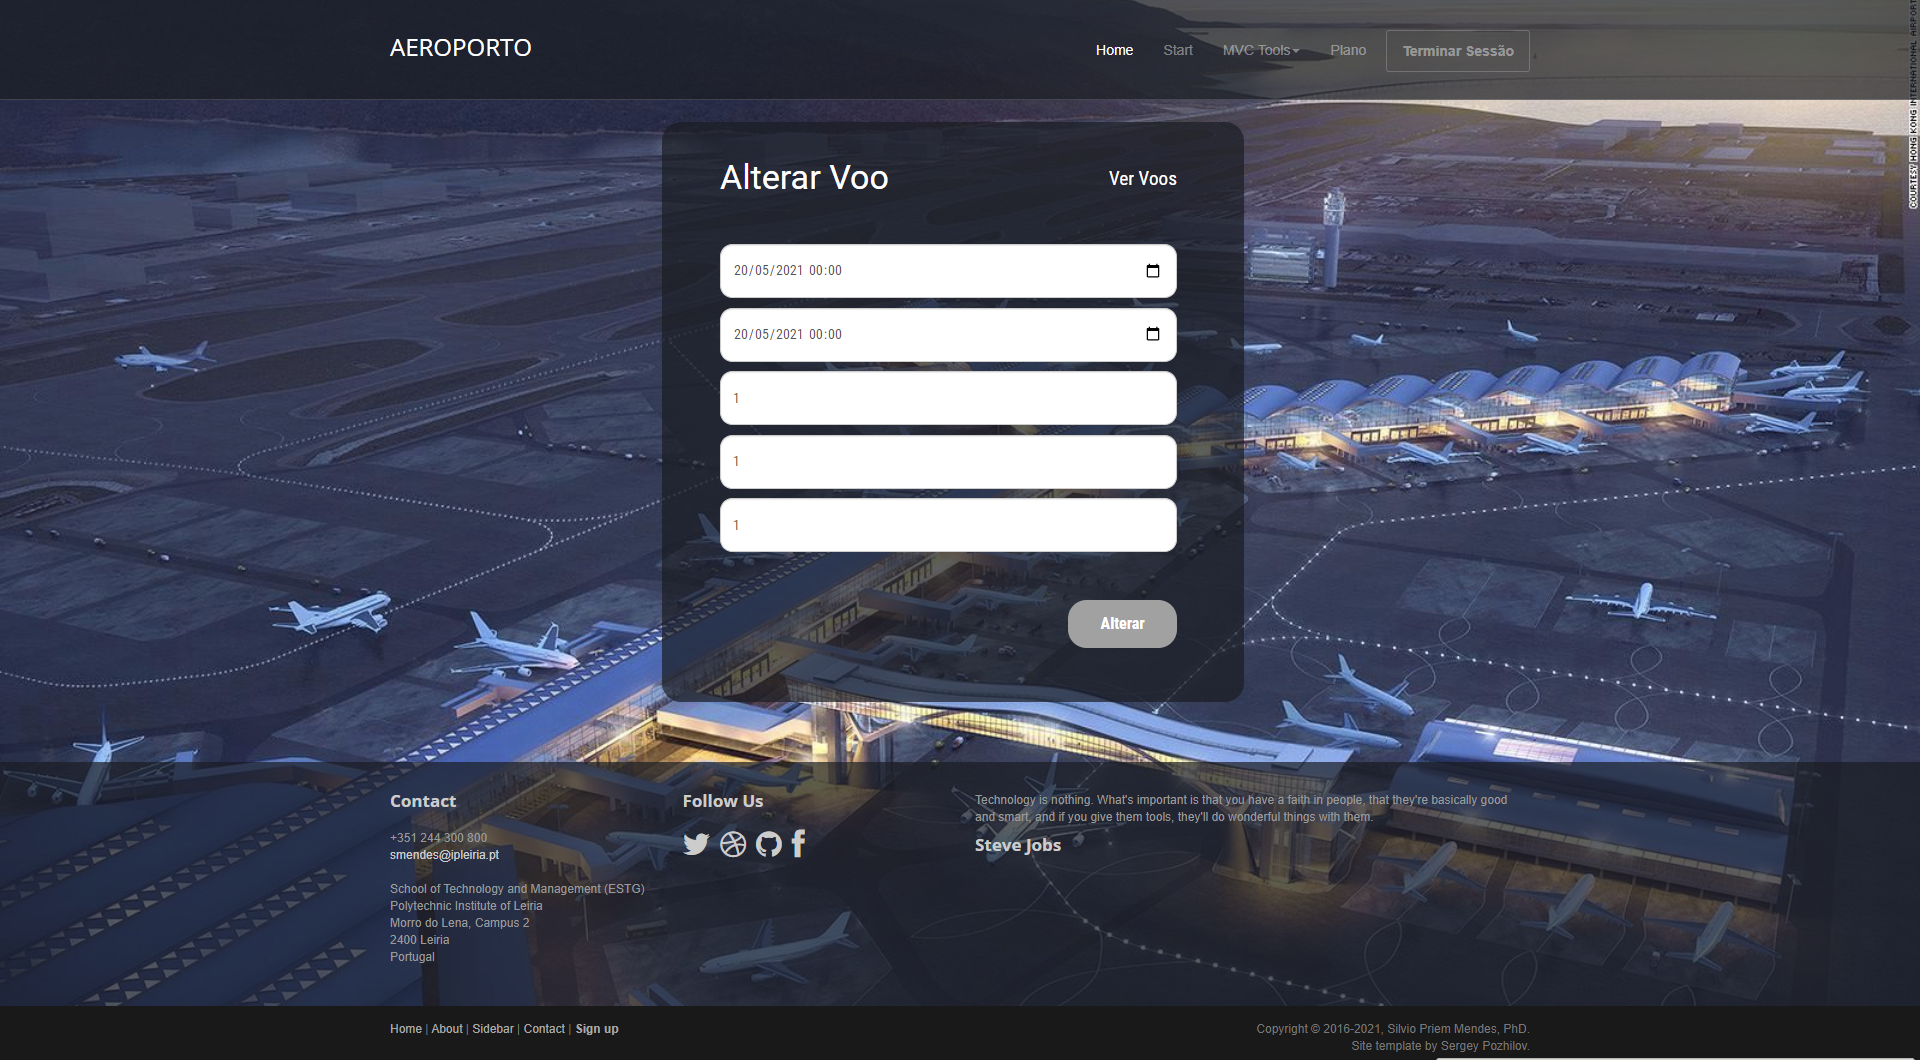 AEROPORTO
Home
Start
MVC Tools
Plano
Terminar Sessão
COURTESY HONG KONG INTERNATIONAL AIRPORT
Alterar Voo
Ver Voos
20/05/2021 00:00
20/05/2021 00:00
1
1
1
Alterar
Contact
+351 244 300 800
smendes@ipleiria.pt
School of Technology and Management (ESTG)
Polytechnic Institute of Leiria
Morro do Lena, Campus 2
2400 Leiria
Portugal
Follow Us
Technology is nothing. What's important is that you have a faith in people, that they're basically good
and smart, and if you give them tools, they'll do wonderful things with them.
Steve Jobs
Home | About | Sidebar | Contact | Sign up
Copyright © 2016-2021, Silvio Priem Mendes, PhD.
Site template by Sergey Pozhilov.